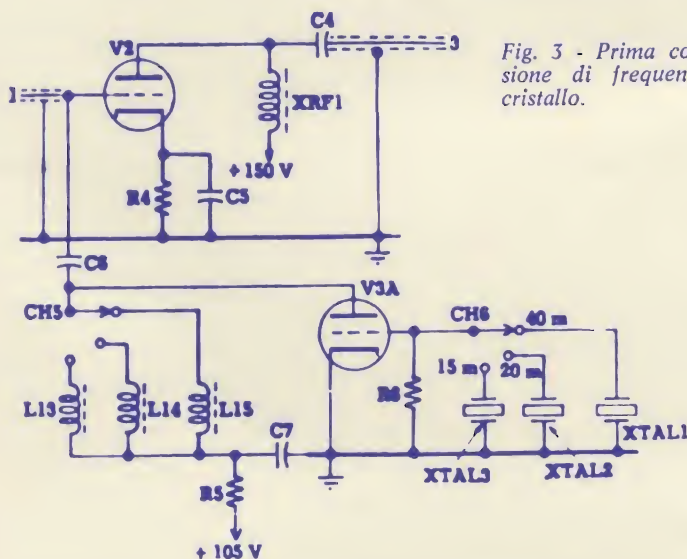 Fig. 3 - Prima co
sione di frequen
cristallo.
C4
V2
3
1
XRF1
+ 150 V
R4
C5
C6
V3A
CH5
CH6
40 m
15 m
20 m
L13
L14
L15
R6
C7
XTAL1
XTAL3
XTAL2
R5
+ 105 V